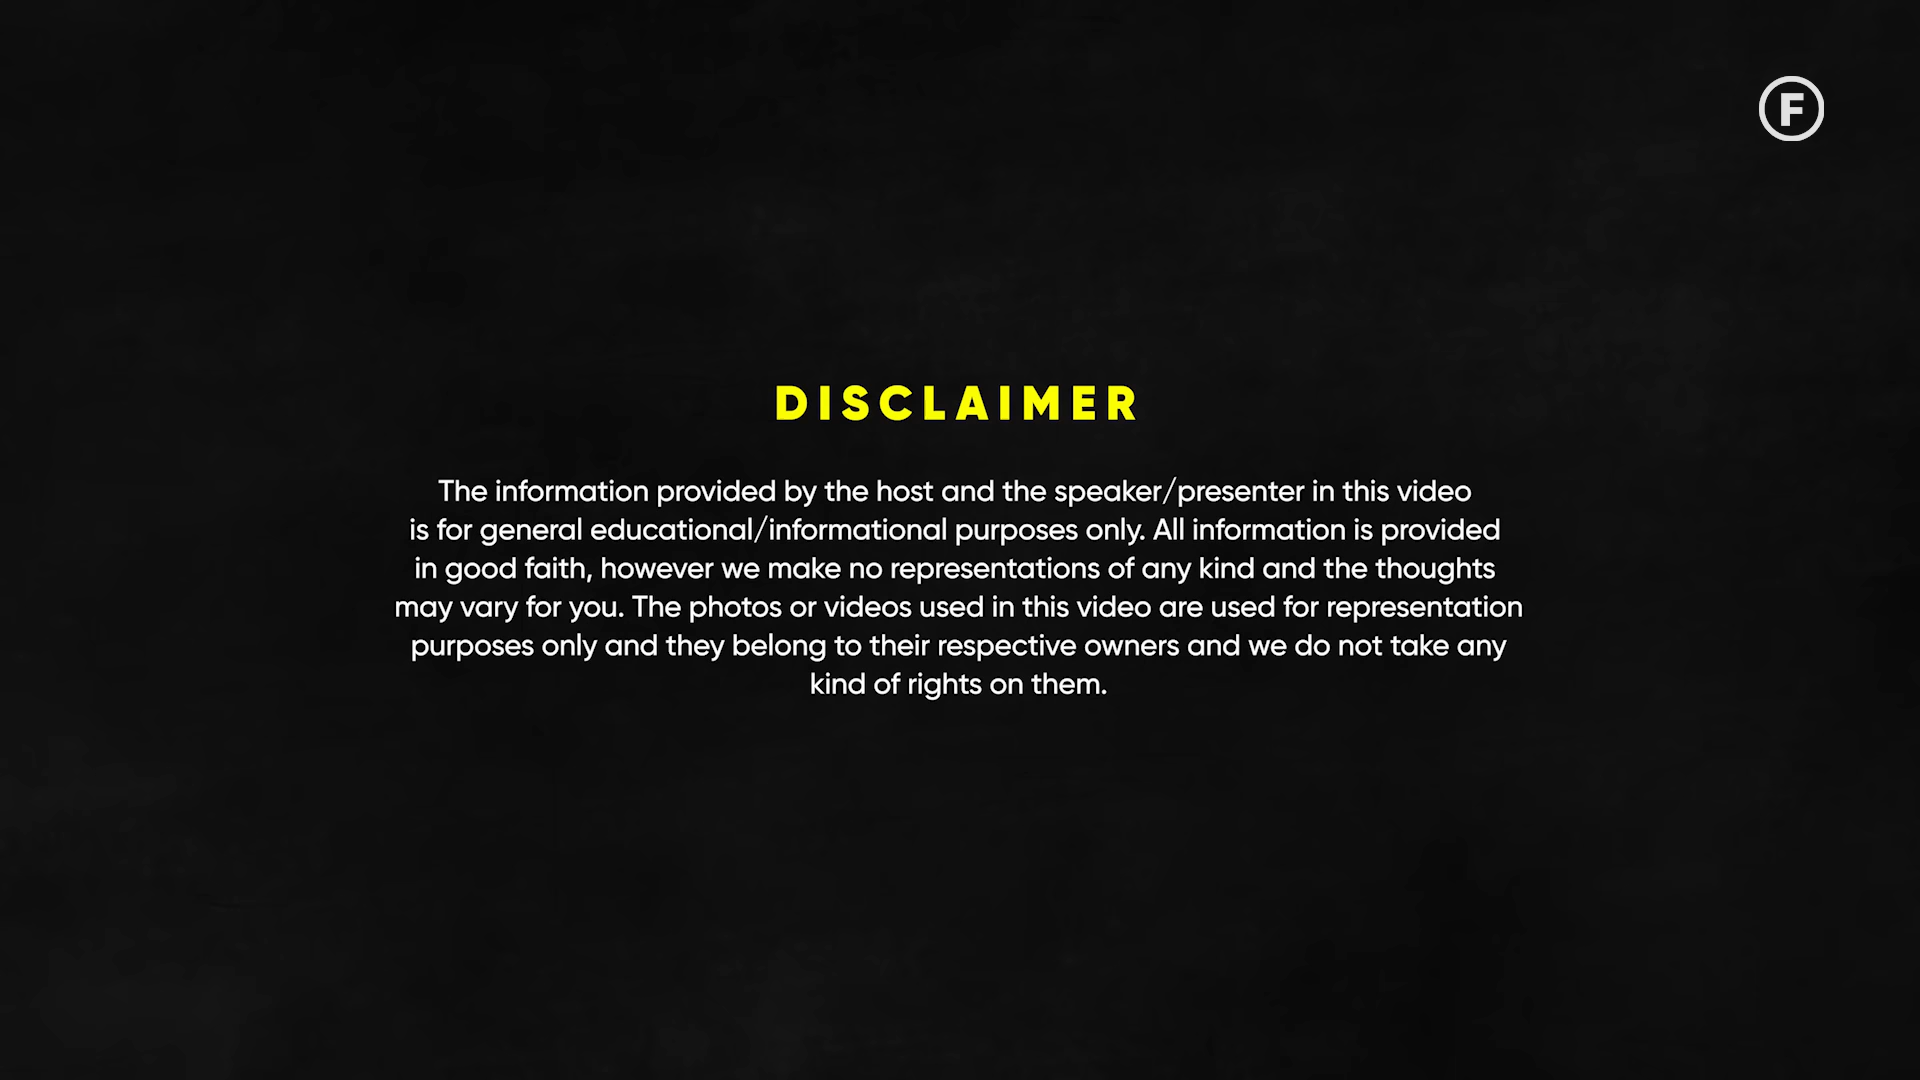 F
DISCLAIMER
The information provided by the host and the speaker/presenter in this video
is for general educational/informational purposes only. All information is provided
in good faith, however we make no representations of any kind and the thoughts
may vary for you. The photos or videos used in this video are used for representation
purposes only and they belong to their respective owners and we do not take any
kind of rights on them.